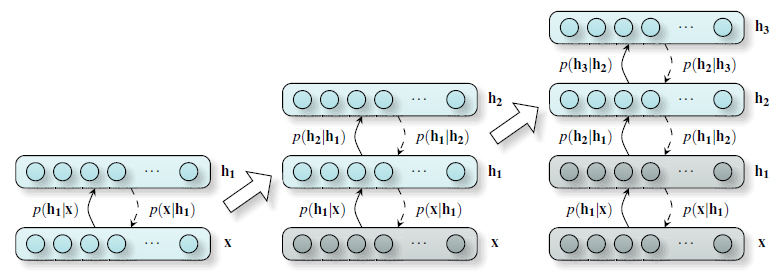 ··· h₃
p(h₃|h₂) p(h₂|h₃)
··· h₂ ··· h₂
p(h₂|h₁) p(h₁|h₂) p(h₂|h₁) p(h₁|h₂)
··· h₁ ··· h₁ ··· h₁
p(h₁|x) p(x|h₁) p(h₁|x) p(x|h₁) p(h₁|x) p(x|h₁)
··· x ··· x ··· x